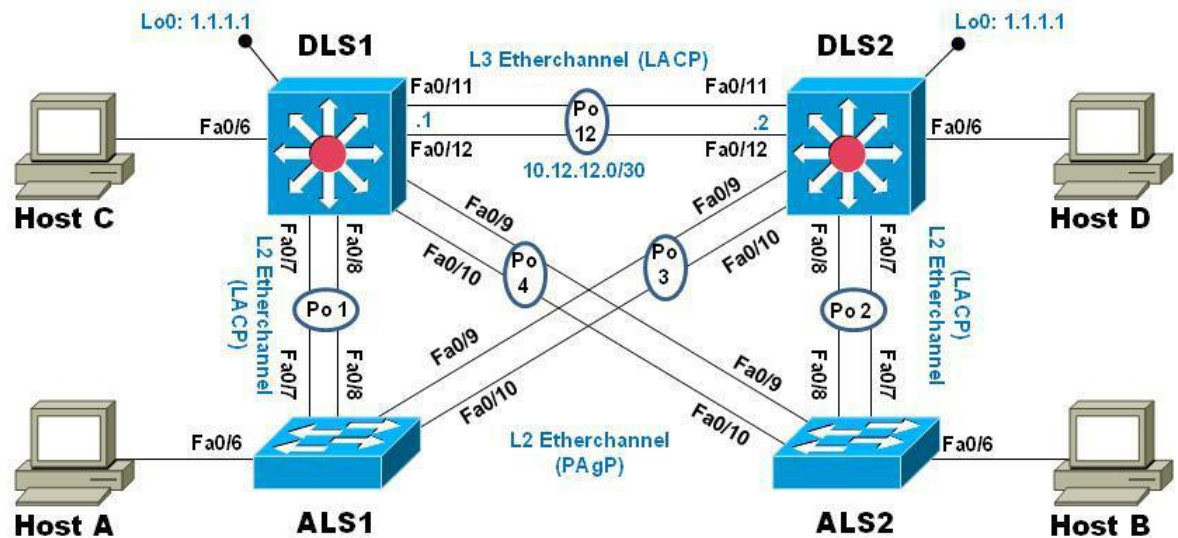 Lo0: 1.1.1.1
Lo0: 1.1.1.1
DLS1
DLS2
L3 Etherchannel (LACP)
Fa0/11
Fa0/11
Po
12
Fa0/6
.1
.2
Fa0/6
Fa0/12
Fa0/12
10.12.12.0/30
Host C
Host D
Fa0/9
Fa0/9
Fa0/7
Fa0/8
Fa0/10
Fa0/10
Fa0/8
Fa0/7
Po
4
Po
3
L2 Etherchannel
(LACP)
Po 1
Po 2
(LACP)
L2 Etherchannel
Fa0/7
Fa0/8
Fa0/9
Fa0/10
Fa0/9
Fa0/10
Fa0/8
Fa0/7
L2 Etherchannel
(PAgP)
Fa0/6
Fa0/6
Host A
ALS1
ALS2
Host B